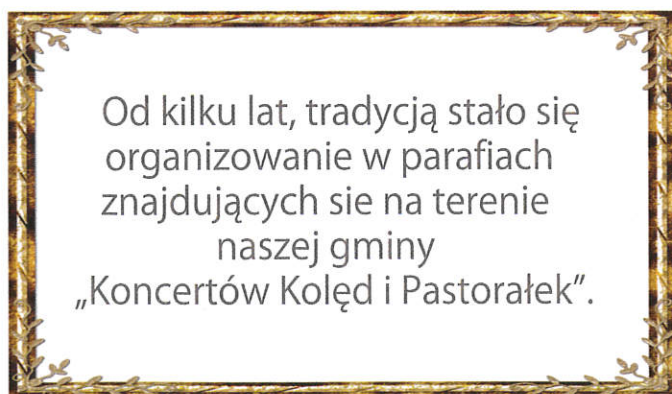 Od kilku lat, tradycją stało się
organizowanie w parafiach
znajdujących sie na terenie
naszej gminy
„Koncertów Kolęd i Pastorałek”.